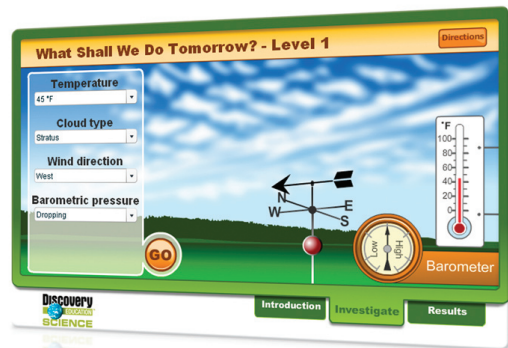 What Shall We Do Tomorrow? - Level 1
Directions
Temperature
45 °F
Cloud type
Stratus
Wind direction
West
Barometric pressure
Dropping
GO
N
E
W
S
°F
100
80
60
40
20
0
Low
High
Barometer
Discovery
EDUCATION
SCIENCE
Introduction
Investigate
Results